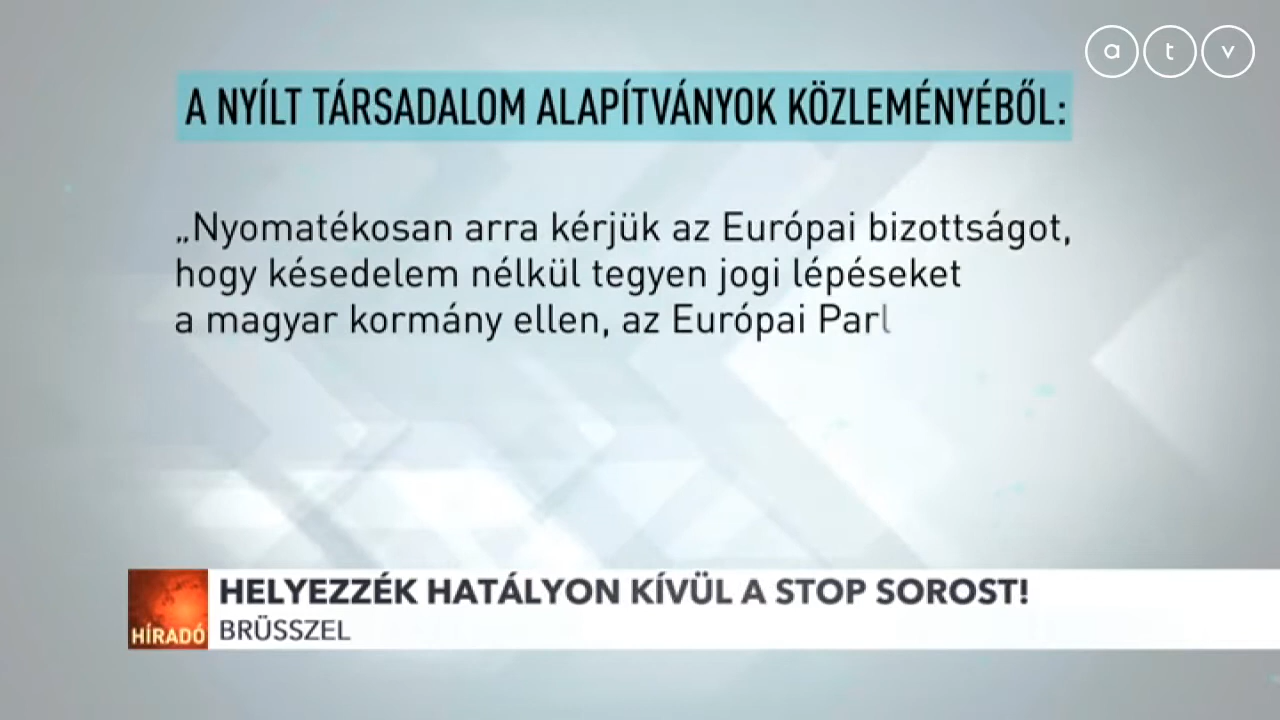 a t v
A NYÍLT TÁRSADALOM ALAPÍTVÁNYOK KÖZLEMÉNYÉBŐL:
„Nyomatékosan arra kérjük az Európai bizottságot,
hogy késedelem nélkül tegyen jogi lépéseket
a magyar kormány ellen, az Európai Parl
HELYEZZÉK HATÁLYON KÍVÜL A STOP SOROST!
HÍRADÓ
BRÜSSZEL